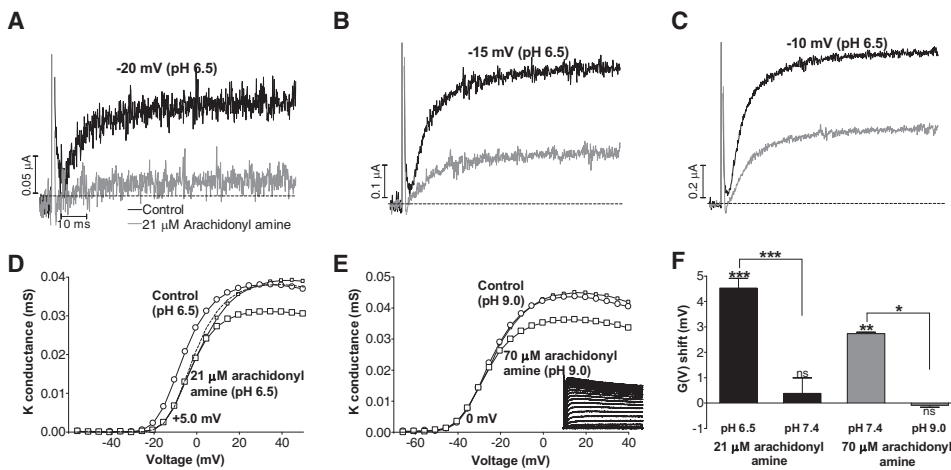 A
-20 mV (pH 6.5)
0.05 µA
10 ms
Control
21 µM Arachidonyl amine
B
-15 mV (pH 6.5)
0.1 µA
C
-10 mV (pH 6.5)
0.2 µA
D
K conductance (mS)
0.04
0.03
0.02
0.01
0.00
Control
(pH 6.5)
21 µM arachidonyl
amine (pH 6.5)
+5.0 mV
-40 -20 0 20 40
Voltage (mV)
E
K conductance (mS)
0.05
0.04
0.03
0.02
0.01
0.00
Control
(pH 9.0)
70 µM arachidonyl
amine (pH 9.0)
0 mV
-60 -40 -20 0 20 40
Voltage (mV)
F
G(V) shift (mV)
5
4
3
2
1
0
-1
***
***
ns
**
*
ns
pH 6.5 pH 7.4 pH 7.4 pH 9.0
21 µM arachidonyl
amine
70 µM arachidonyl
amine